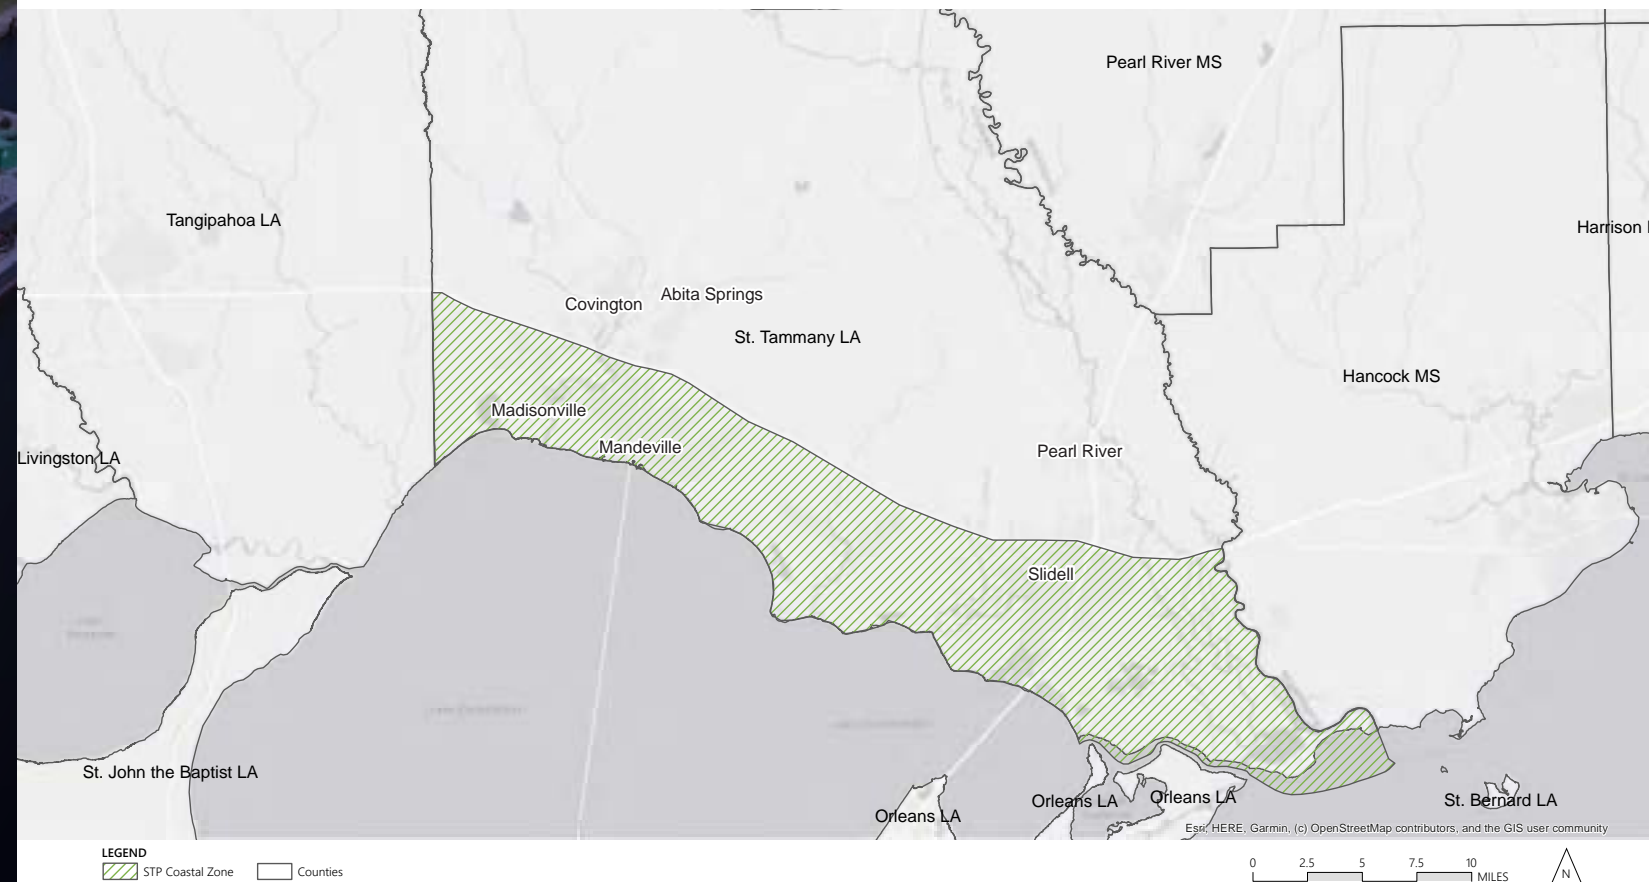 Pearl River MS
Tangipahoa LA
Harrison
Covington
Abita Springs
St. Tammany LA
Hancock MS
Madisonville
Mandeville
Pearl River
Livingston LA
Slidell
St. John the Baptist LA
Orleans LA
Orleans LA
Orleans LA
St. Bernard LA
Esri, HERE, Garmin, (c) OpenStreetMap contributors, and the GIS user community
LEGEND
STP Coastal Zone
Counties
0 2.5 5 7.5 10
MILES
N